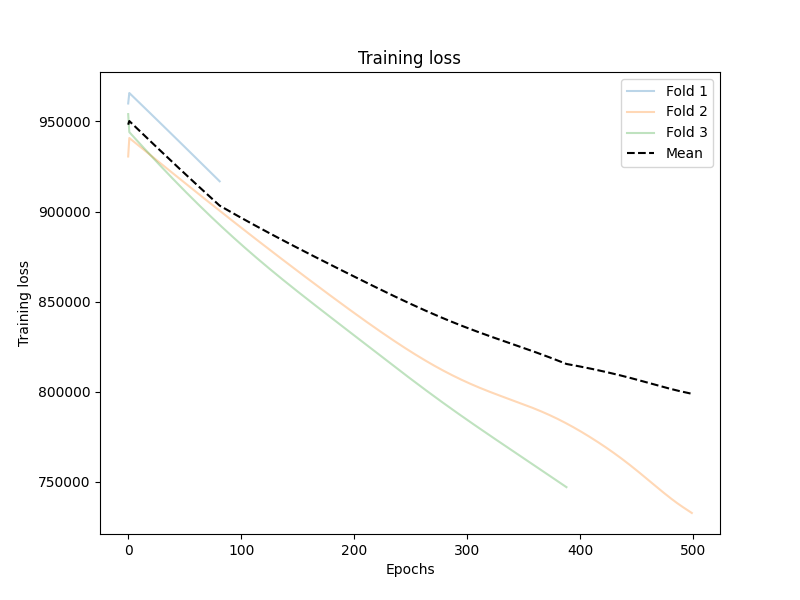 Training loss
Fold 1
Fold 2
Fold 3
Mean
Training loss
950000
900000
850000
800000
750000
0 100 200 300 400 500
Epochs